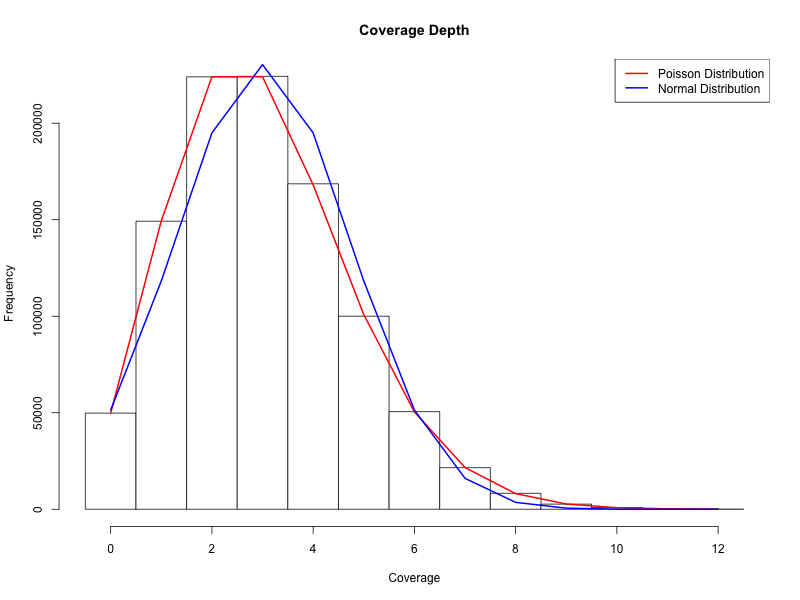 Coverage Depth
Poisson Distribution
Normal Distribution
Frequency
200000
150000
100000
50000
0
0 2 4 6 8 10 12
Coverage